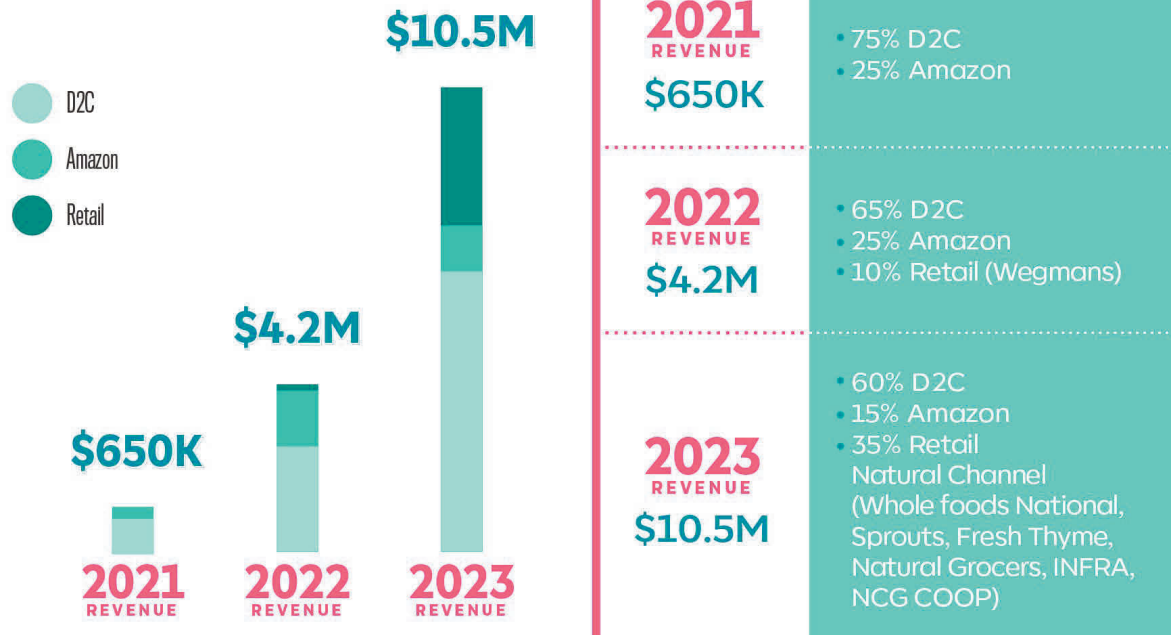 $10.5M
D2C
Amazon
Retail
$4.2M
$650K
2021
REVENUE
2022
REVENUE
2023
REVENUE
2021
REVENUE
$650K
• 75% D2C
• 25% Amazon
2022
REVENUE
$4.2M
• 65% D2C
• 25% Amazon
• 10% Retail (Wegmans)
2023
REVENUE
$10.5M
• 60% D2C
• 15% Amazon
• 35% Retail
Natural Channel
(Whole foods National,
Sprouts, Fresh Thyme,
Natural Grocers, INFRA,
NCG COOP)